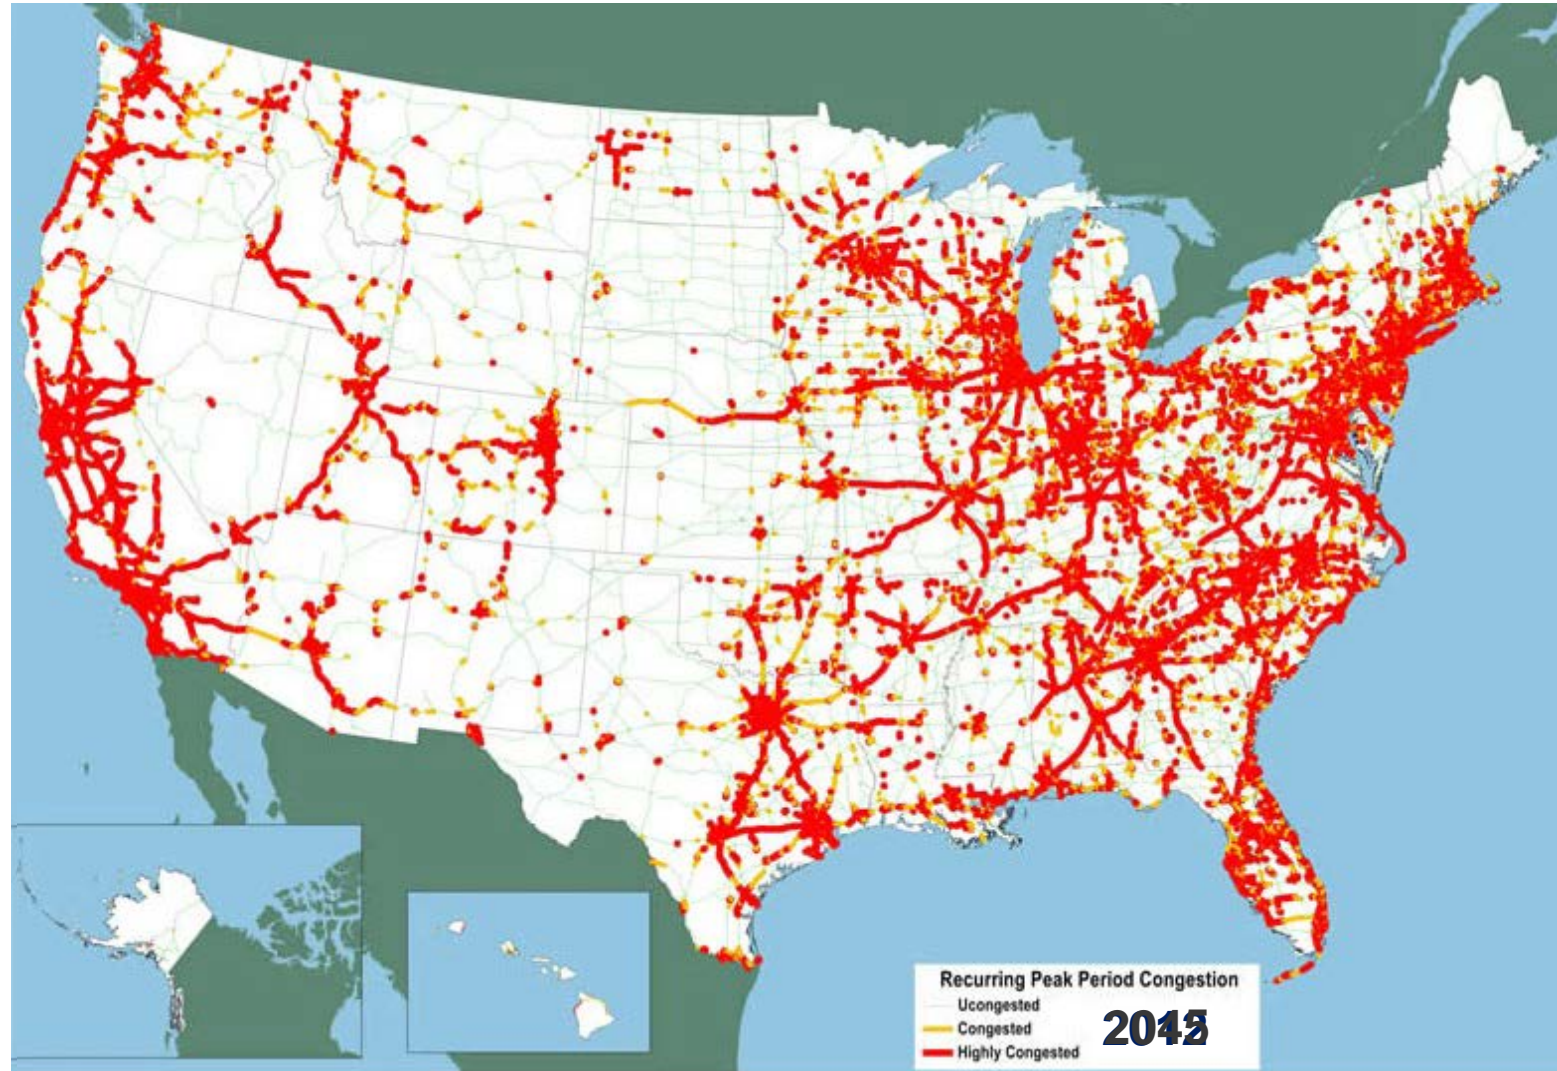 Recurring Peak Period Congestion
Ucongested
Congested
Highly Congested